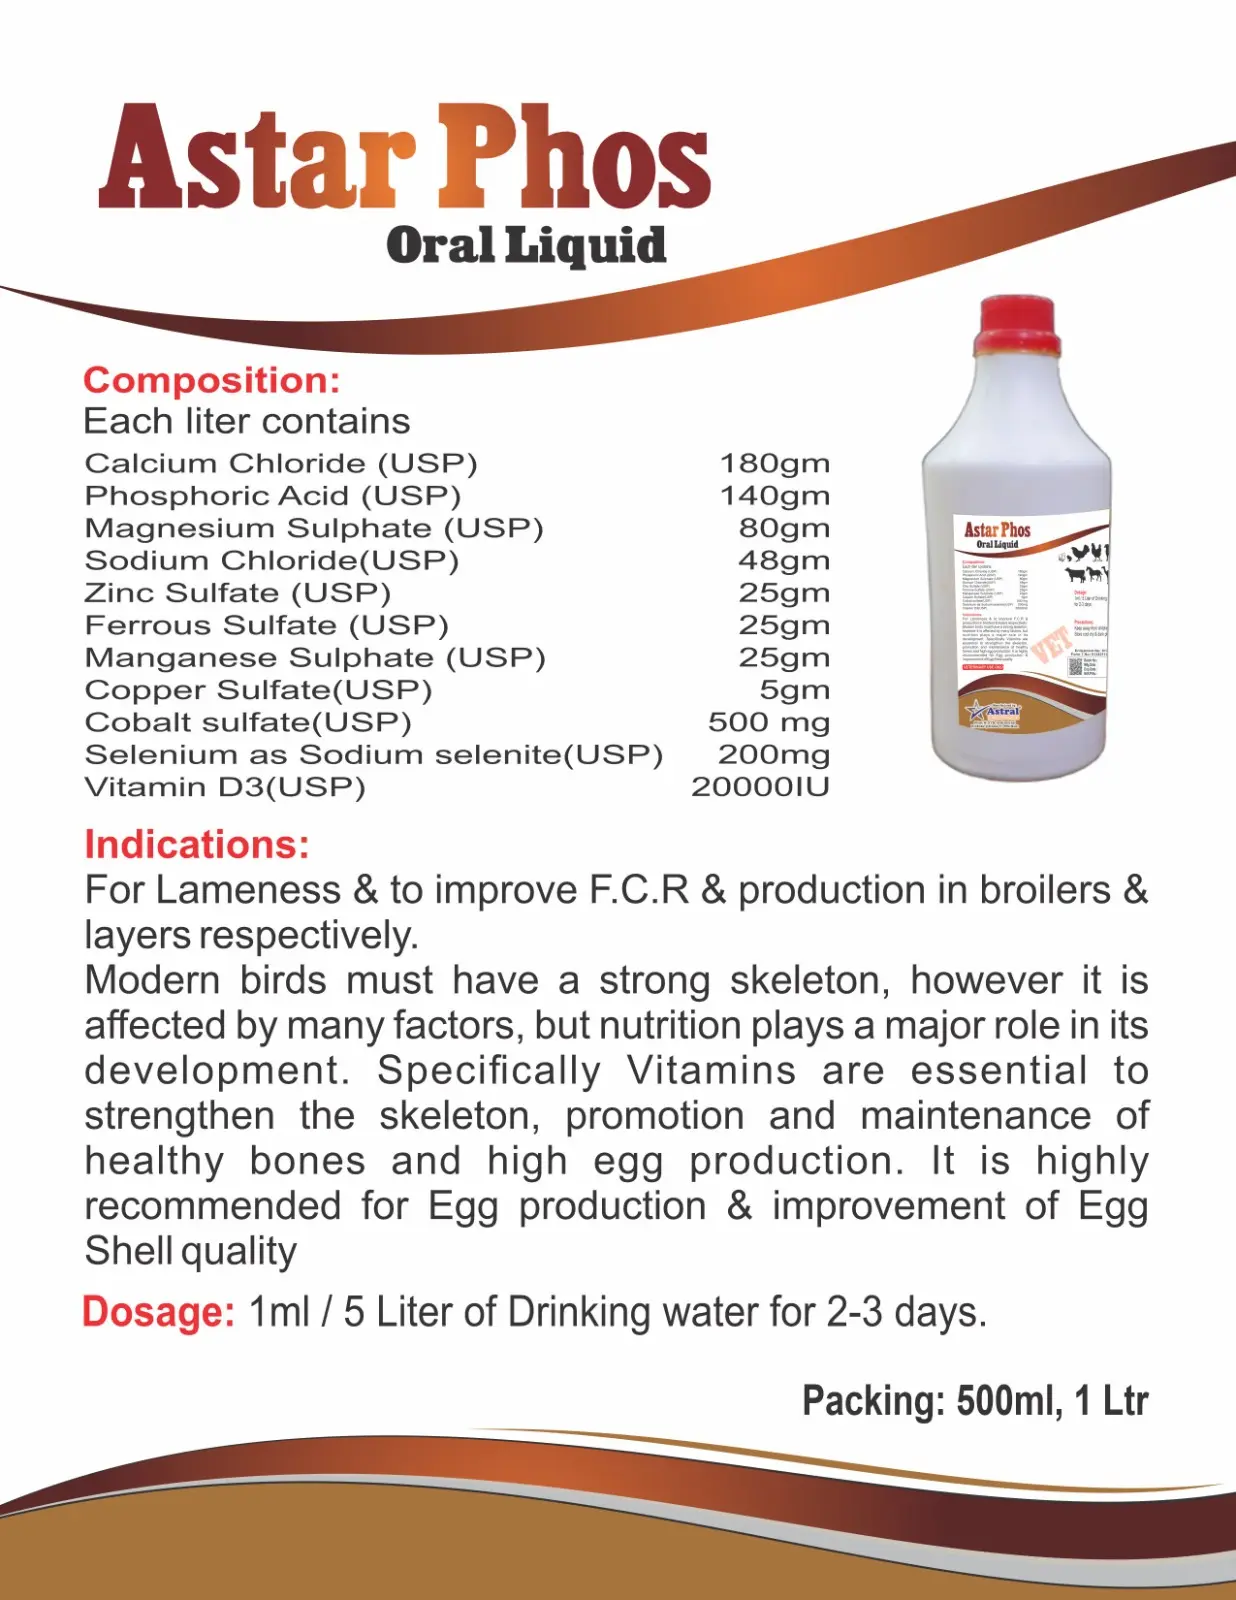 Astar Phos
Oral Liquid
Composition:
Each liter contains
Calcium Chloride (USP) 180gm
Phosphoric Acid (USP) 140gm
Magnesium Sulphate (USP) 80gm
Sodium Chloride(USP) 48gm
Zinc Sulfate (USP) 25gm
Ferrous Sulfate (USP) 25gm
Manganese Sulphate (USP) 25gm
Copper Sulfate(USP) 5gm
Cobalt sulfate(USP) 500 mg
Selenium as Sodium selenite(USP) 200mg
Vitamin D3(USP) 20000IU
Astar Phos
Oral Liquid
VET
Astral
Indications:
For Lameness & to improve F.C.R & production in broilers &
layers respectively.
Modern birds must have a strong skeleton, however it is
affected by many factors, but nutrition plays a major role in its
development. Specifically Vitamins are essential to
strengthen the skeleton, promotion and maintenance of
healthy bones and high egg production. It is highly
recommended for Egg production & improvement of Egg
Shell quality
Dosage: 1ml / 5 Liter of Drinking water for 2-3 days.
Packing: 500ml, 1 Ltr